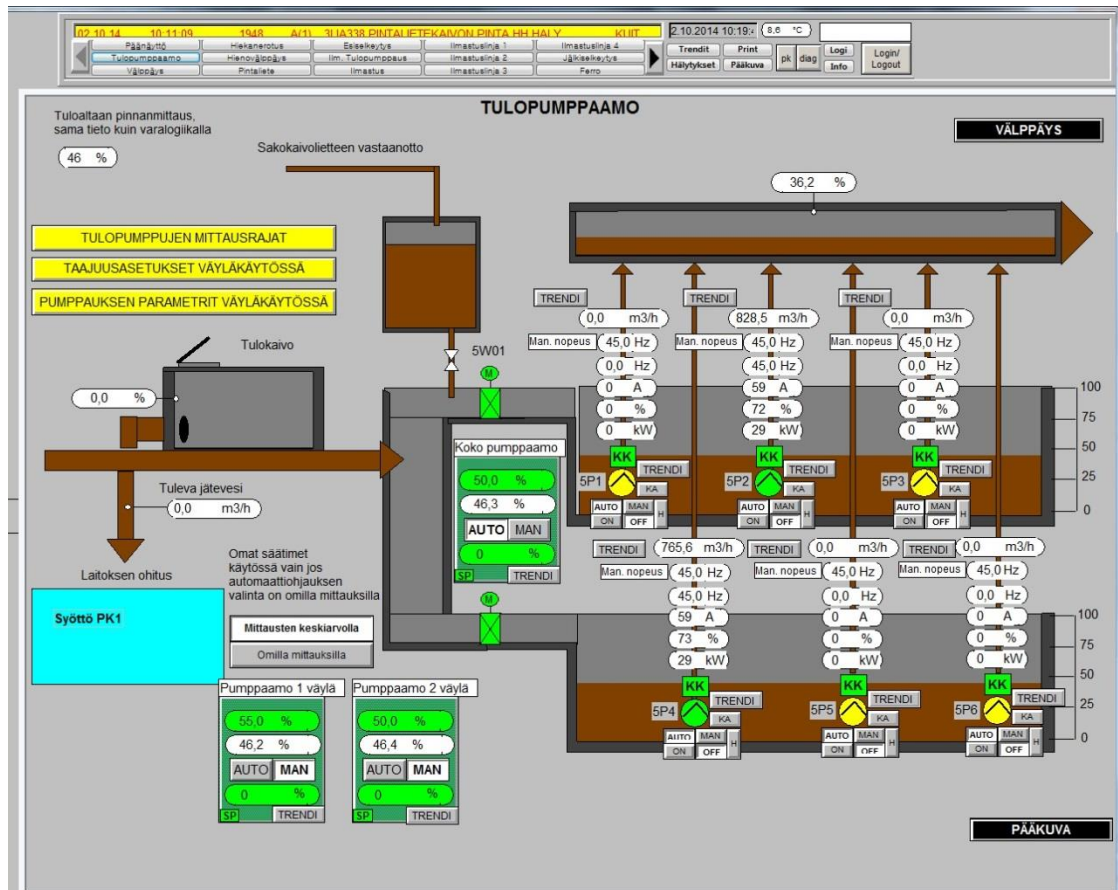 02.10.14 10:11:09 1948 A(1) 3LIA338 PINTALIETEKAIVON PINTA HH HALY KUIT
2.10.2014 10:19:
8,6 °C
Päänäyttö Hiekanerotus Esiselkeytys Ilmastuslinja 1 Ilmastuslinja 4
Tulopumppaamo Hienovälppäys Ilm. Tulopumppaus Ilmastuslinja 2 Jälkiselkeytys
Välppäys Pintaliete Ilmastus Ilmastuslinja 3 Ferro
Trendit Print pk diag Logi Login/
Hälytykset Pääkuva Info Logout
TULOPUMPPAAMO
VÄLPPÄYS
Tuloaltaan pinnanmittaus,
sama tieto kuin varalogiikalla
46 %
Sakokaivolietteen vastaanotto
36,2 %
TULOPUMPPUJEN MITTAUSRAJAT
TAAJUUSASETUKSET VÄYLÄKÄYTÖSSÄ
PUMPPAUKSEN PARAMETRIT VÄYLÄKÄYTÖSSÄ
Tulokaivo
0,0 %
Tuleva jätevesi
0,0 m3/h
Laitoksen ohitus
Syöttö PK1
5W01
M
TRENDI TRENDI TRENDI
0,0 m3/h 828,5 m3/h 0,0 m3/h
Man. nopeus 45,0 Hz Man. nopeus 45,0 Hz Man. nopeus 45,0 Hz
0,0 Hz 45,0 Hz 0,0 Hz
0 A 59 A 0 A
0 % 72 % 0 %
0 kW 29 kW 0 kW
KK KK KK
5P1 TRENDI 5P2 TRENDI 5P3 TRENDI
KA KA KA
AUTO MAN H AUTO MAN H AUTO MAN H
ON OFF ON OFF ON OFF
100
75
50
25
0
Koko pumppaamo
50,0 %
46,3 %
AUTO MAN
0 %
SP TRENDI
Omat säätimet
käytössä vain jos
automaattiohjauksen
valinta on omilla mittauksilla
Mittausten keskiarvolla
Omilla mittauksilla
M
TRENDI 765,6 m3/h TRENDI 0,0 m3/h TRENDI 0,0 m3/h
Man. nopeus 45,0 Hz Man. nopeus 45,0 Hz Man. nopeus 45,0 Hz
45,0 Hz 0,0 Hz 0,0 Hz
59 A 0 A 0 A
73 % 0 % 0 %
29 kW 0 kW 0 kW
KK KK KK
5P4 TRENDI 5P5 TRENDI 5P6 TRENDI
KA KA KA
AUTO MAN H AUTO MAN H AUTO MAN H
ON OFF ON OFF ON OFF
100
75
50
25
0
Pumppaamo 1 väylä Pumppaamo 2 väylä
55,0 % 50,0 %
46,2 % 46,4 %
AUTO MAN AUTO MAN
0 % 0 %
SP TRENDI SP TRENDI
PÄÄKUVA